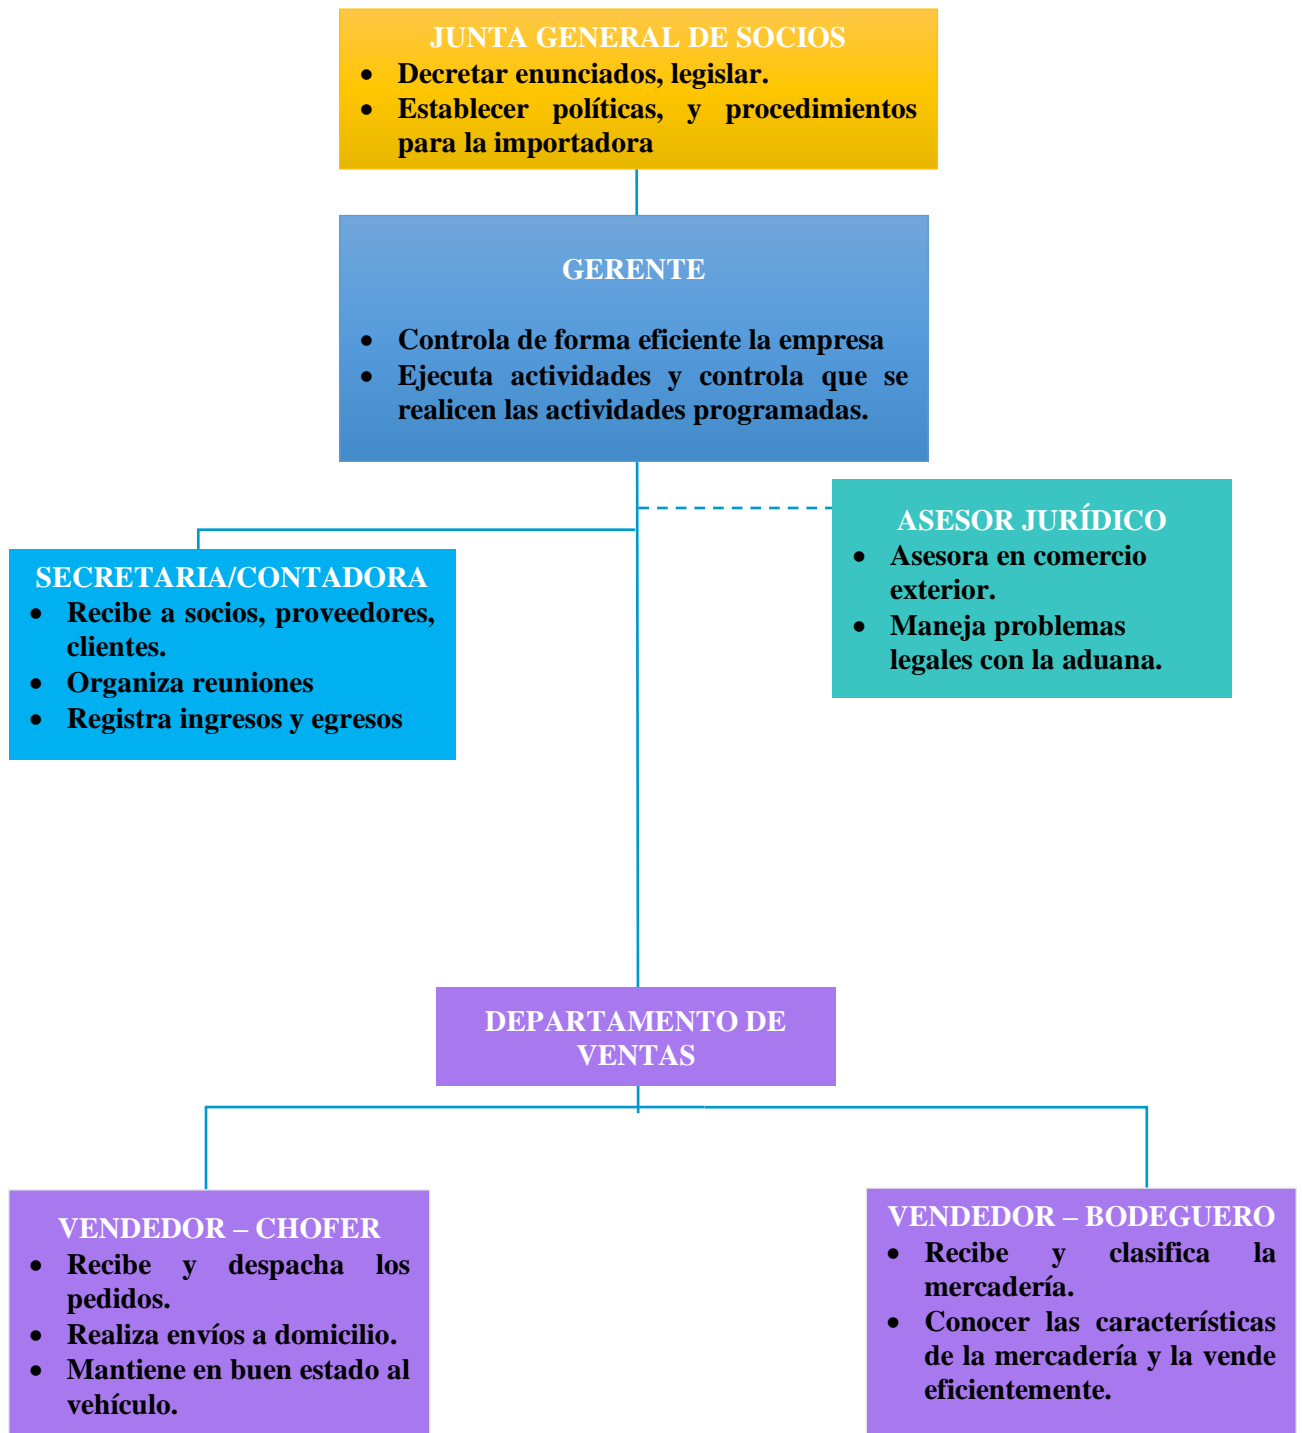 JUNTA GENERAL DE SOCIOS
• Decretar enunciados, legislar.
• Establecer políticas, y procedimientos
para la importadora
GERENTE
• Controla de forma eficiente la empresa
• Ejecuta actividades y controla que se
realicen las actividades programadas.
ASESOR JURÍDICO
• Asesora en comercio
exterior.
• Maneja problemas
legales con la aduana.
SECRETARIA/CONTADORA
• Recibe a socios, proveedores,
clientes.
• Organiza reuniones
• Registra ingresos y egresos
DEPARTAMENTO DE
VENTAS
VENDEDOR – CHOFER
• Recibe y despacha los
pedidos.
• Realiza envíos a domicilio.
• Mantiene en buen estado al
vehículo.
VENDEDOR – BODEGUERO
• Recibe y clasifica la
mercadería.
• Conocer las características
de la mercadería y la vende
eficientemente.